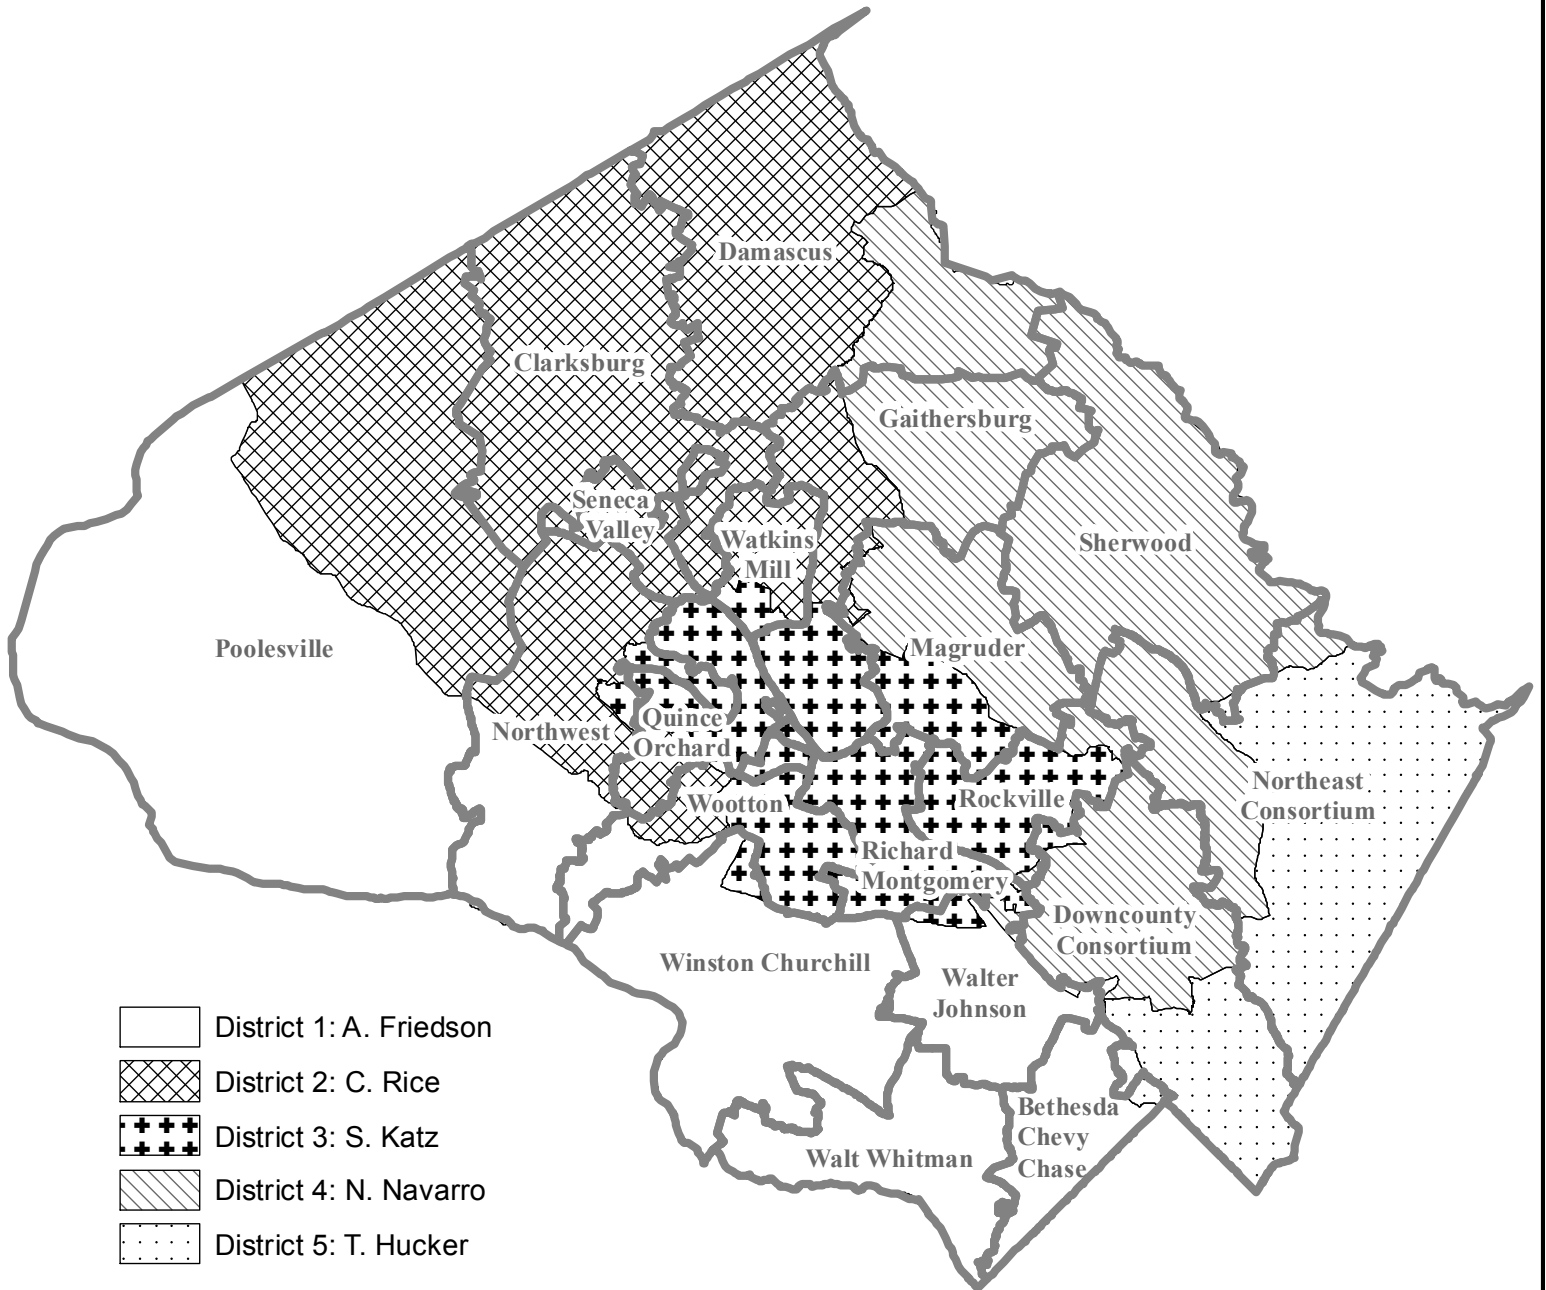 Damascus
Clarksburg
Gaithersburg
Seneca
Valley
Watkins
Mill
Sherwood
Poolesville
Magruder
Northwest
Quince
Orchard
Wootton
Rockville
Northeast
Consortium
Richard
Montgomery
Downcounty
Consortium
Winston Churchill
Walter
Johnson
Bethesda
Chevy
Chase
Walt Whitman
District 1: A. Friedson
District 2: C. Rice
District 3: S. Katz
District 4: N. Navarro
District 5: T. Hucker